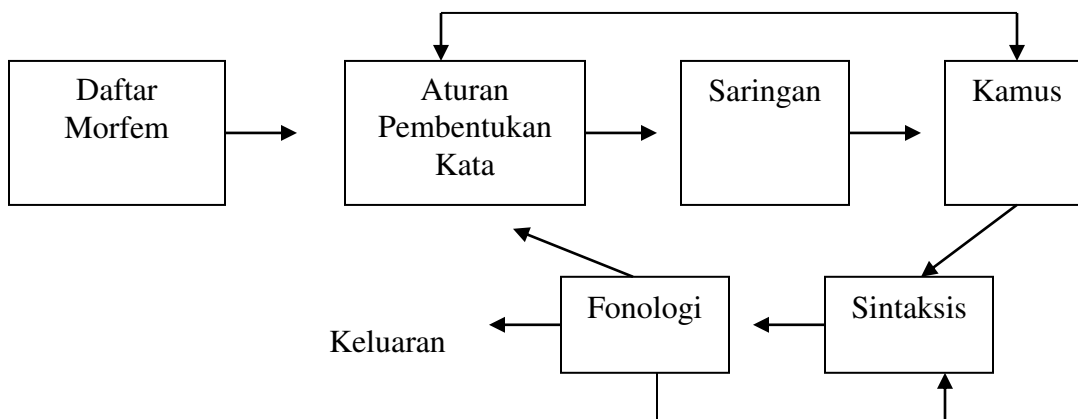 Daftar
Morfem
Aturan
Pembentukan
Kata
Saringan
Kamus
Fonologi
Sintaksis
Keluaran